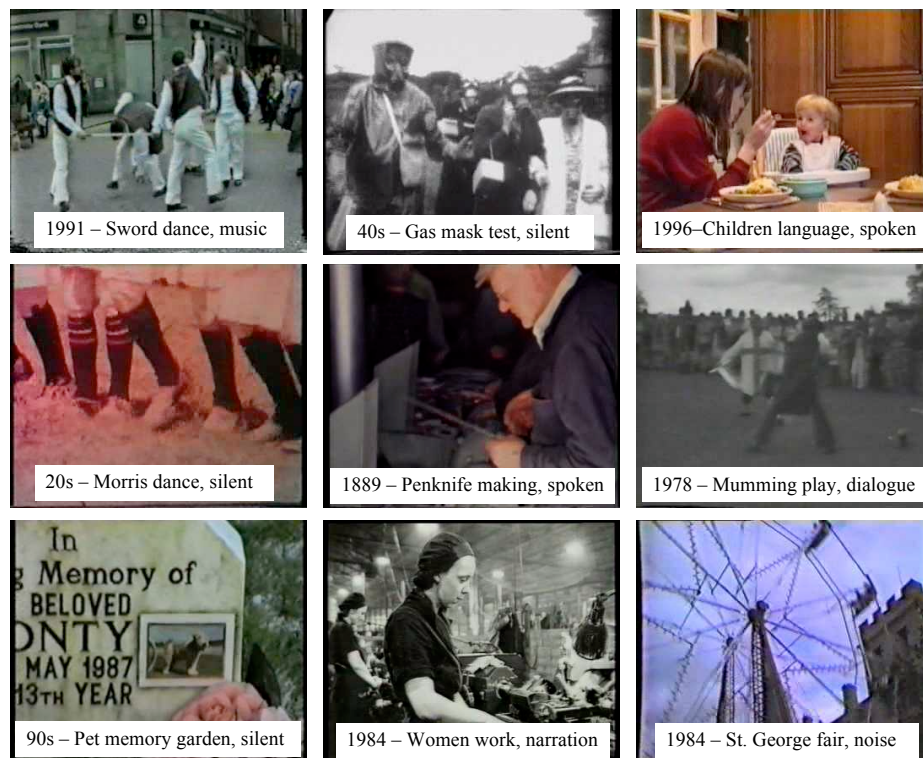 4
1991 – Sword dance, music
40s – Gas mask test, silent
1996–Children language, spoken
20s – Morris dance, silent
1889 – Penknife making, spoken
1978 – Mumming play, dialogue
In
Memory of
BELOVED
ONTY
MAY 1987
13TH YEAR
90s – Pet memory garden, silent
1984 – Women work, narration
1984 – St. George fair, noise